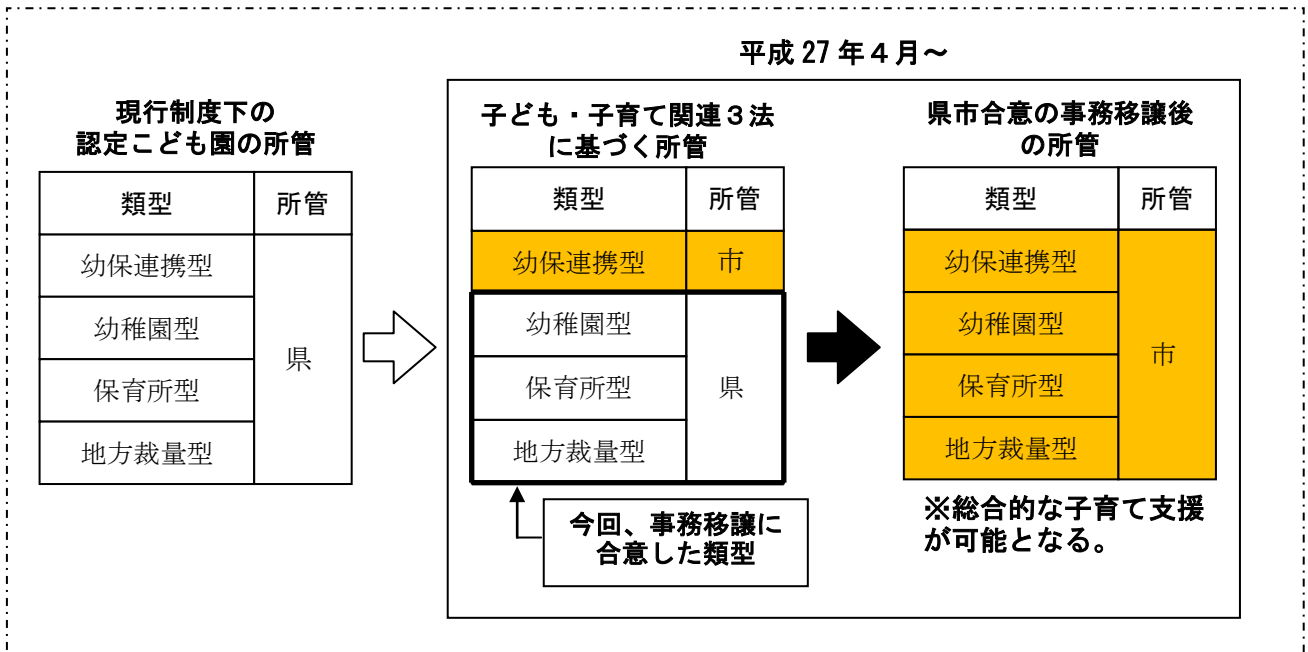 平成 27 年４月～
現行制度下の
認定こども園の所管
類型 所管
幼保連携型
幼稚園型
保育所型
地方裁量型
県
子ども・子育て関連３法
に基づく所管
類型 所管
幼保連携型 市
幼稚園型
保育所型
地方裁量型
県
今回、事務移譲に
合意した類型
県市合意の事務移譲後
の所管
類型 所管
幼保連携型
幼稚園型
保育所型
地方裁量型
市
※総合的な子育て支援
が可能となる。